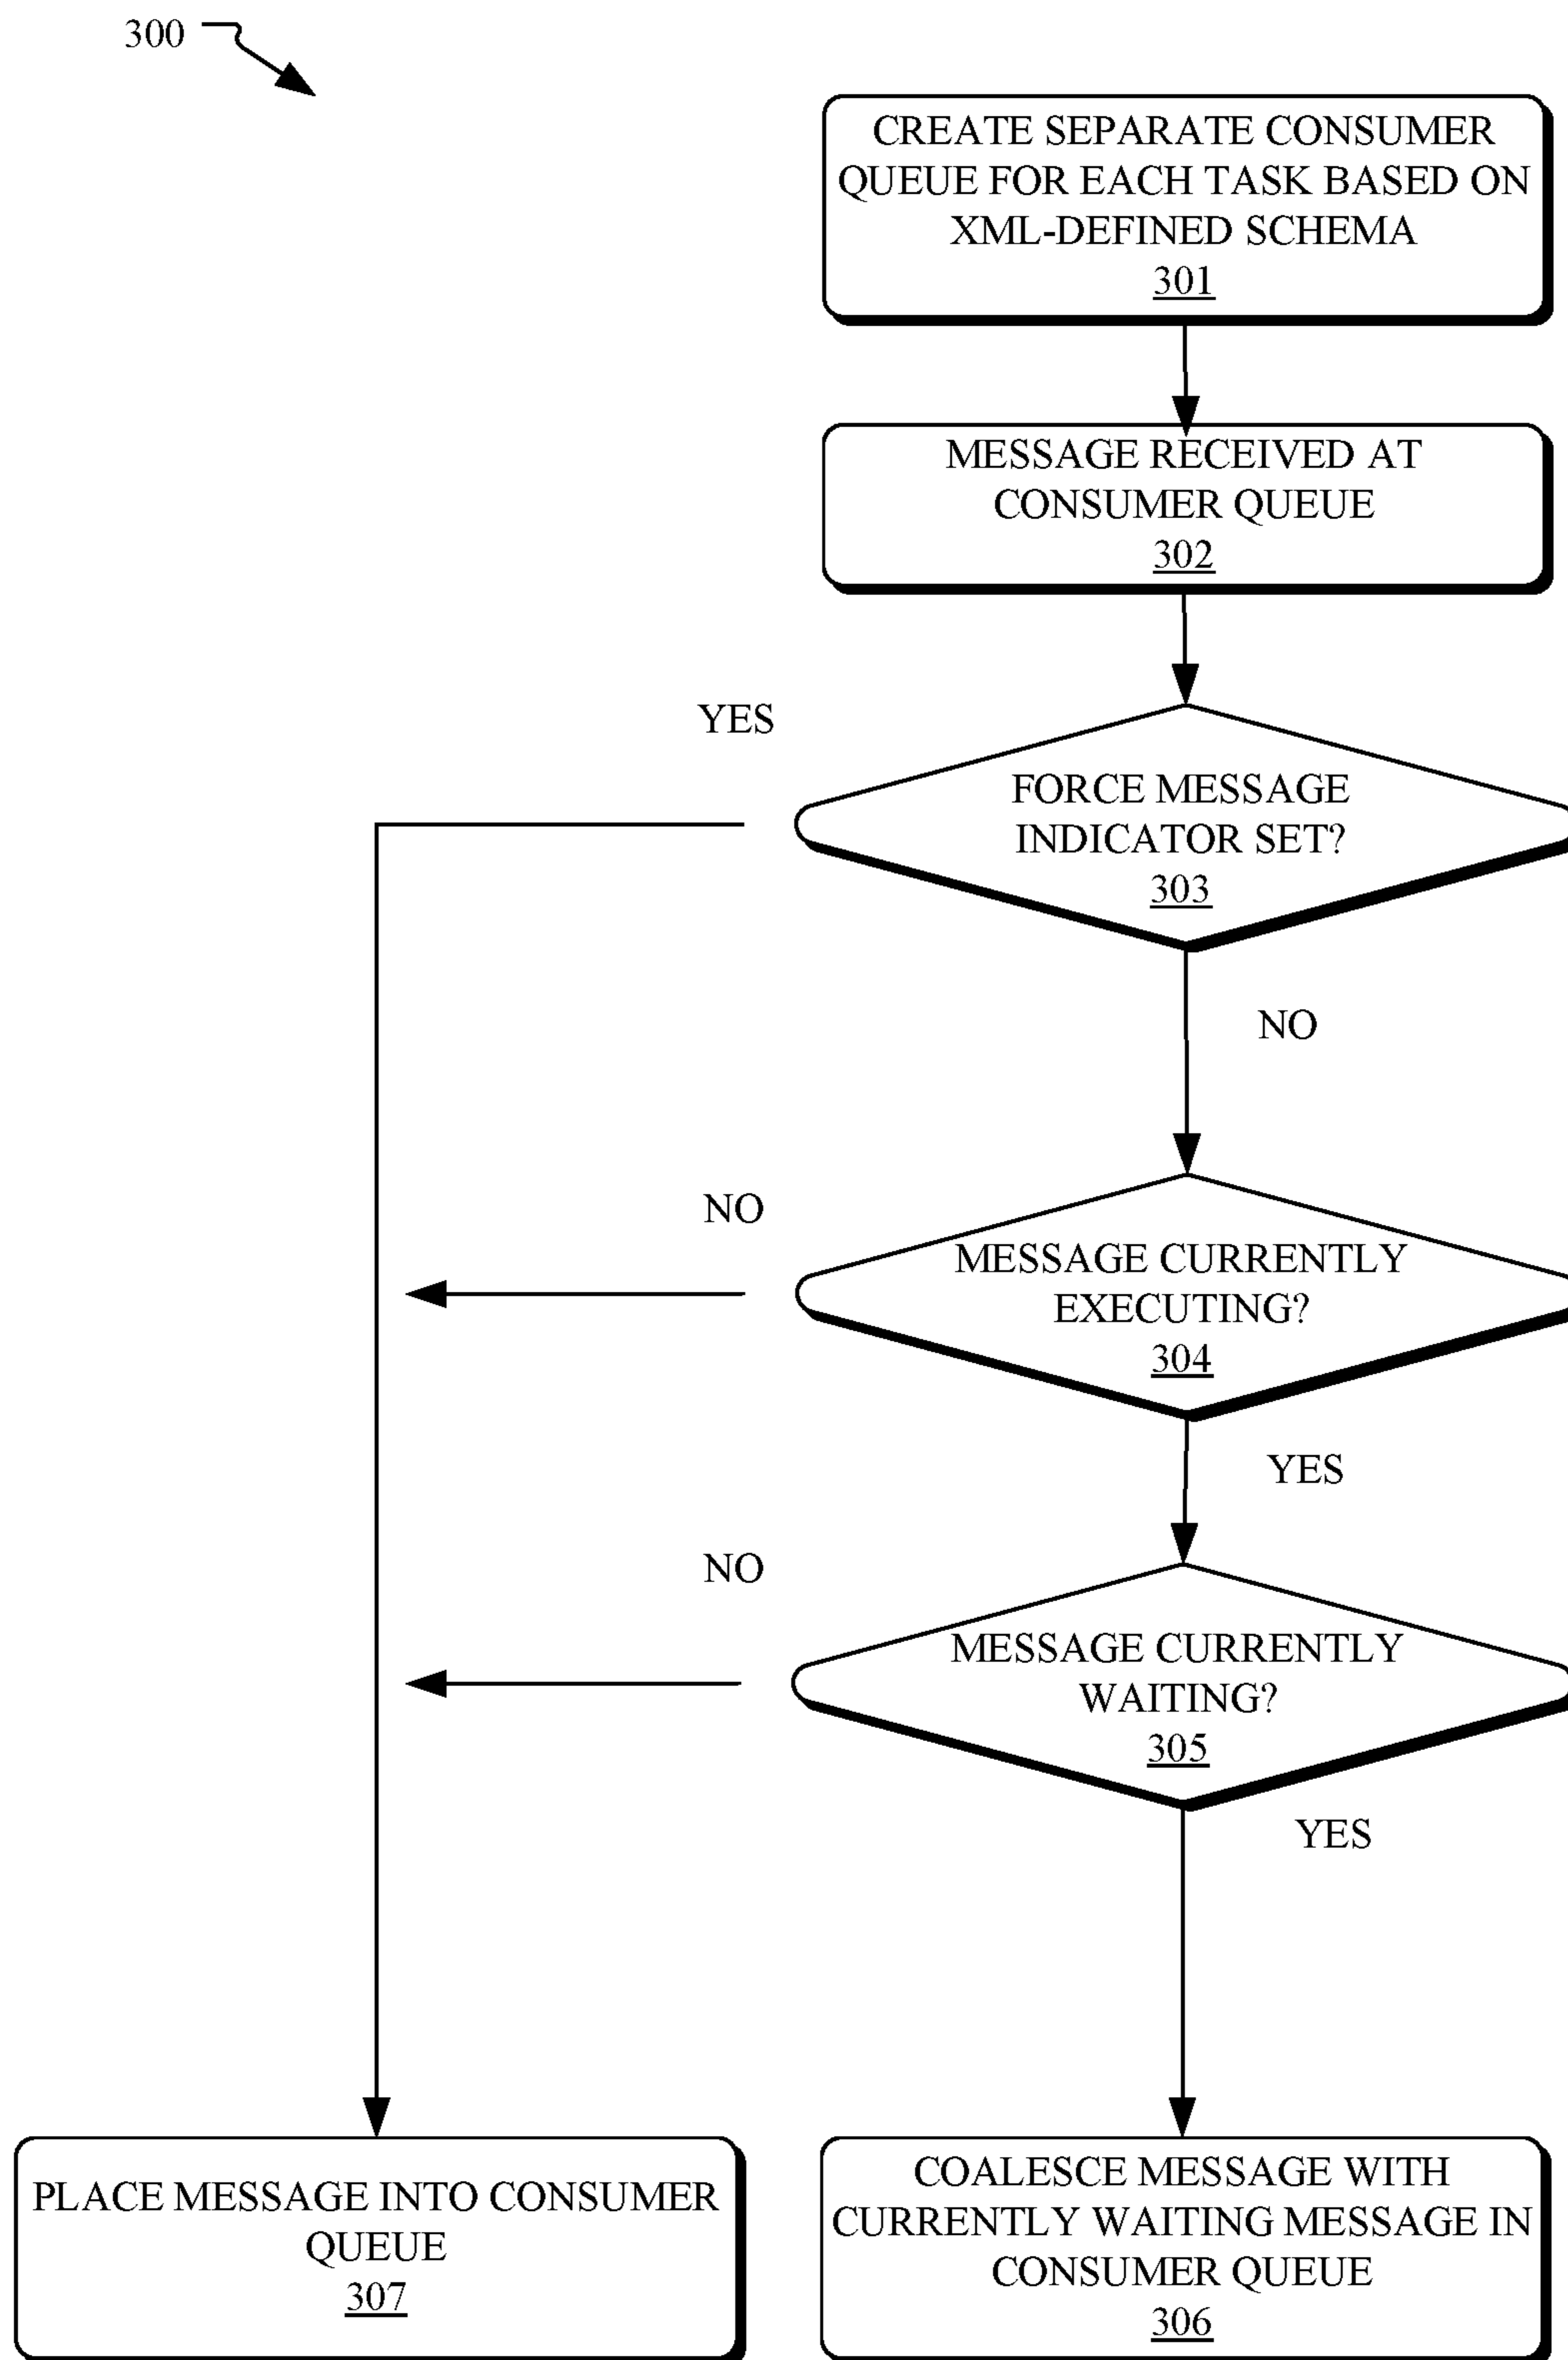 300
CREATE SEPARATE CONSUMER
QUEUE FOR EACH TASK BASED ON
XML-DEFINED SCHEMA
301
MESSAGE RECEIVED AT
CONSUMER QUEUE
302
YES
FORCE MESSAGE
INDICATOR SET?
303
NO
NO
MESSAGE CURRENTLY
EXECUTING?
304
YES
NO
MESSAGE CURRENTLY
WAITING?
305
YES
PLACE MESSAGE INTO CONSUMER
QUEUE
307
COALESCE MESSAGE WITH
CURRENTLY WAITING MESSAGE IN
CONSUMER QUEUE
306